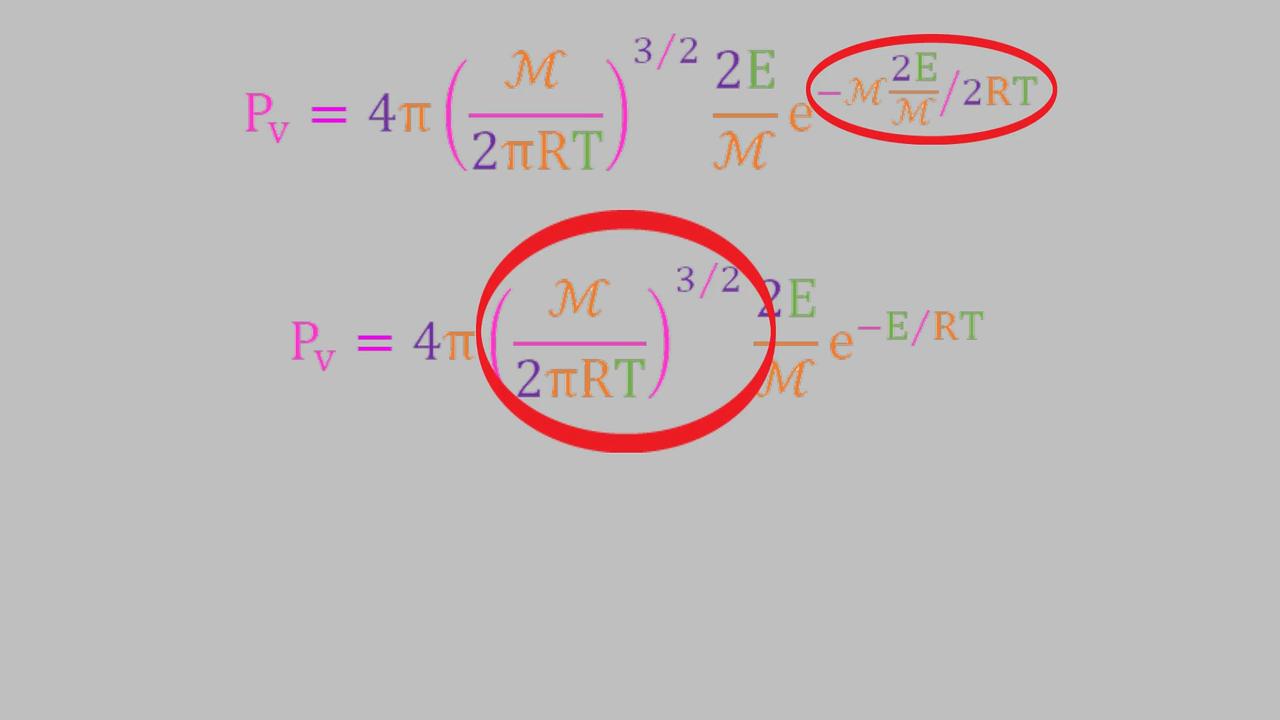 P_v = 4π(ℳ/2πRT)^3/2 2E/ℳ e^−ℳ 2E/ℳ/2RT
P_v = 4π(ℳ/2πRT)^3/2 2E/ℳ e^−E/RT